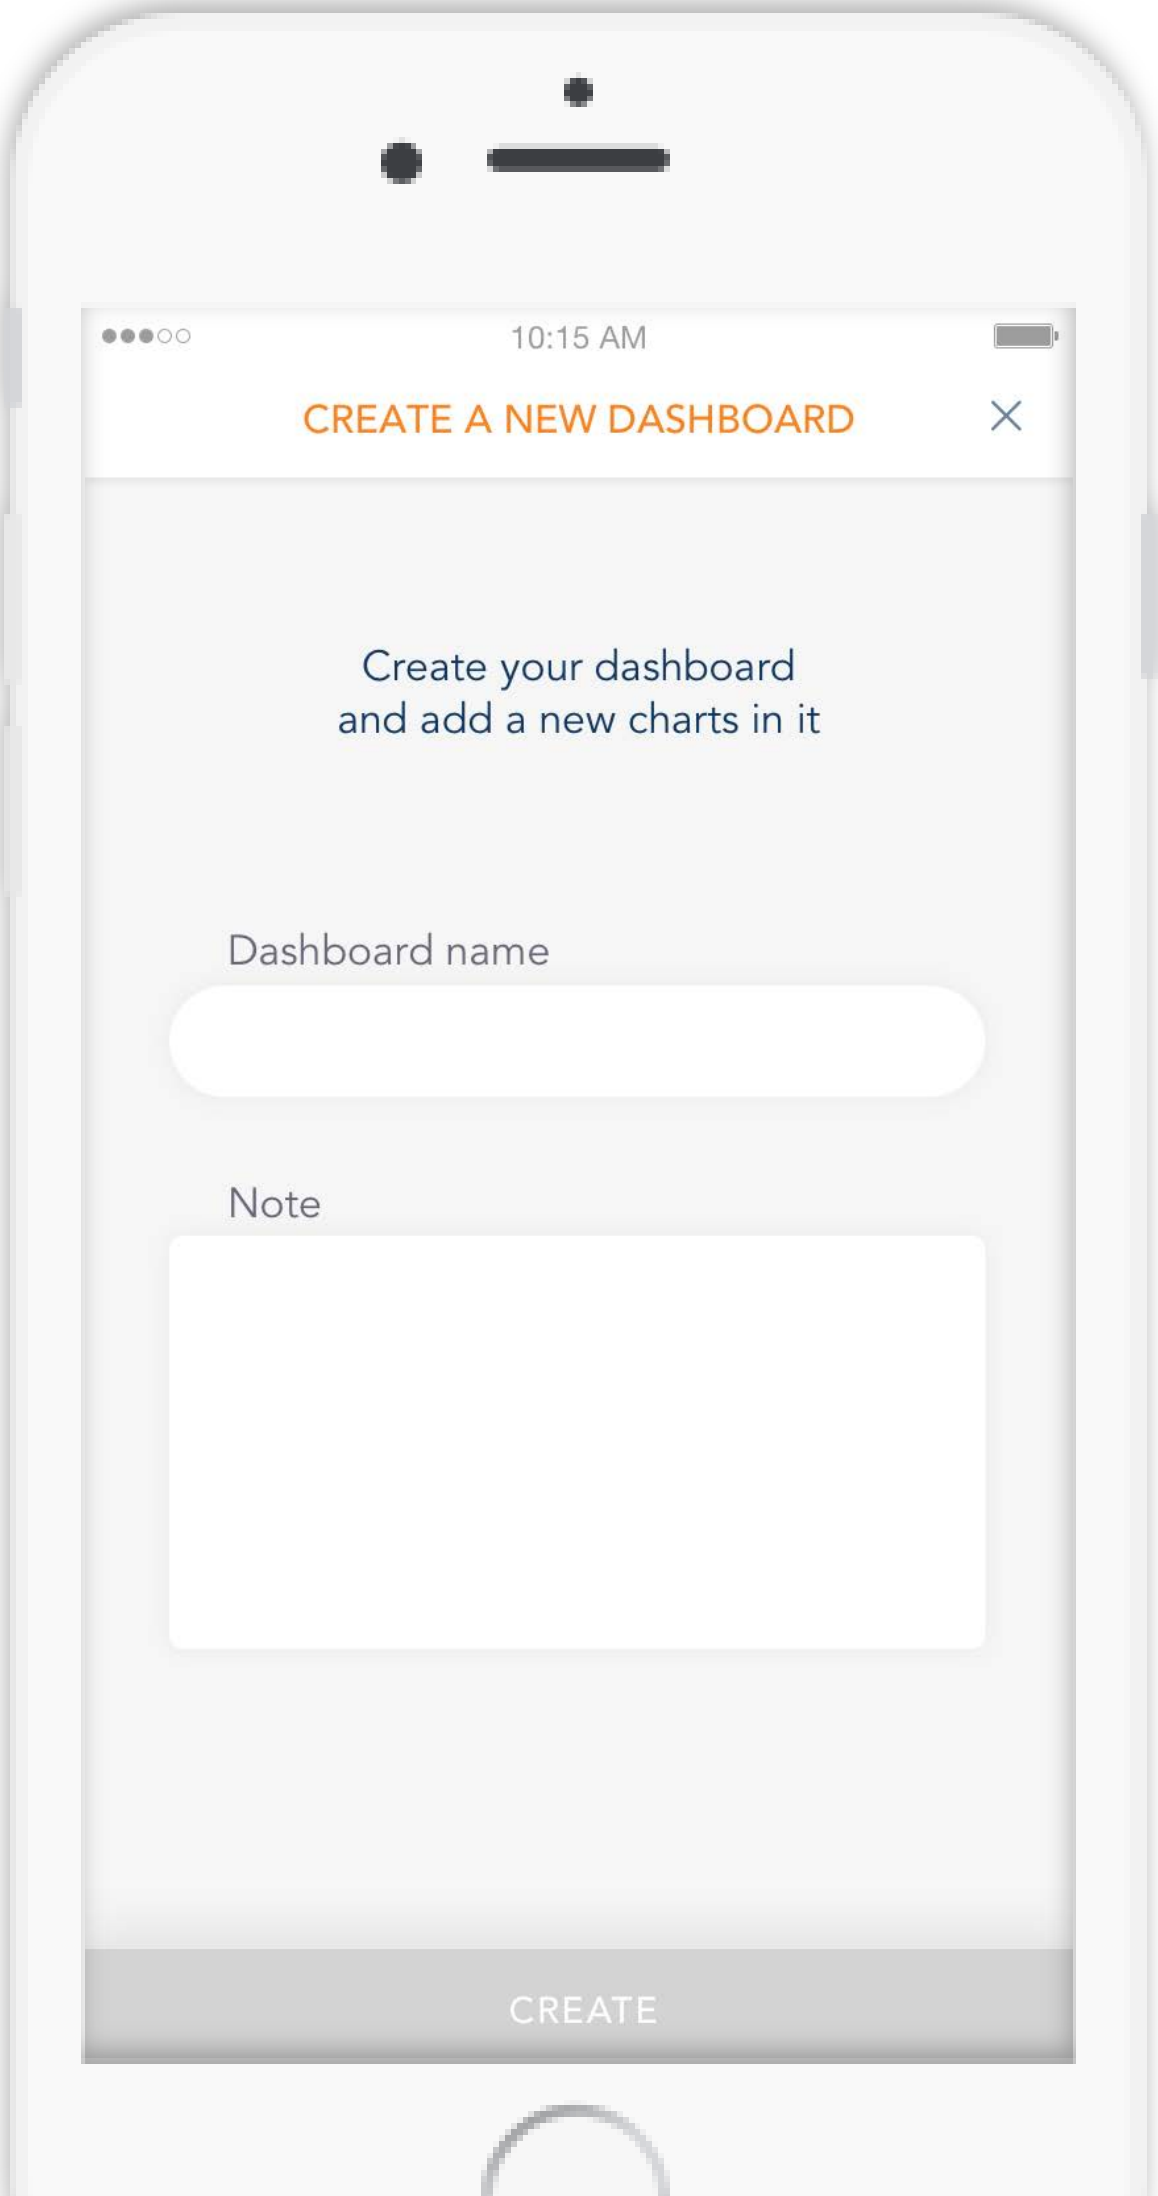 10:15 AM
CREATE A NEW DASHBOARD
Create your dashboard
and add a new charts in it
Dashboard name
Note
CREATE